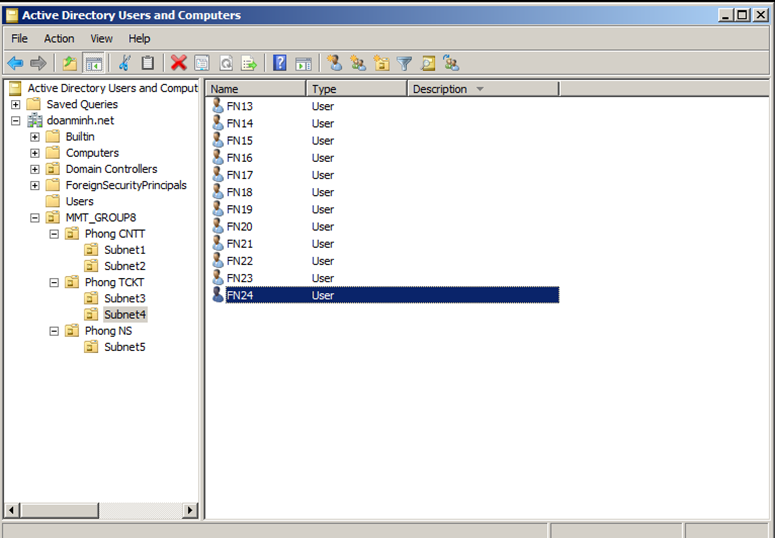 Active Directory Users and Computers
File Action View Help
Active Directory Users and Comput
Saved Queries
doanminh.net
Builtin
Computers
Domain Controllers
ForeignSecurityPrincipals
Users
MMT_GROUP8
Phong CNTT
Subnet1
Subnet2
Phong TCKT
Subnet3
Subnet4
Phong NS
Subnet5
Name Type Description
FN13 User
FN14 User
FN15 User
FN16 User
FN17 User
FN18 User
FN19 User
FN20 User
FN21 User
FN22 User
FN23 User
FN24 User